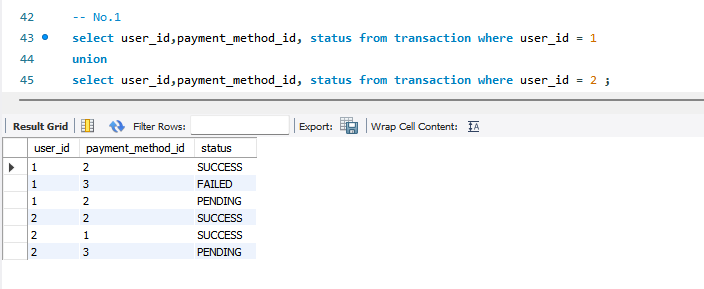 42 -- No.1
43 select user_id,payment_method_id, status from transaction where user_id = 1
44 union
45 select user_id,payment_method_id, status from transaction where user_id = 2 ;
Result Grid Filter Rows: Export: Wrap Cell Content:
user_id payment_method_id status
1 2 SUCCESS
1 3 FAILED
1 2 PENDING
2 2 SUCCESS
2 1 SUCCESS
2 3 PENDING